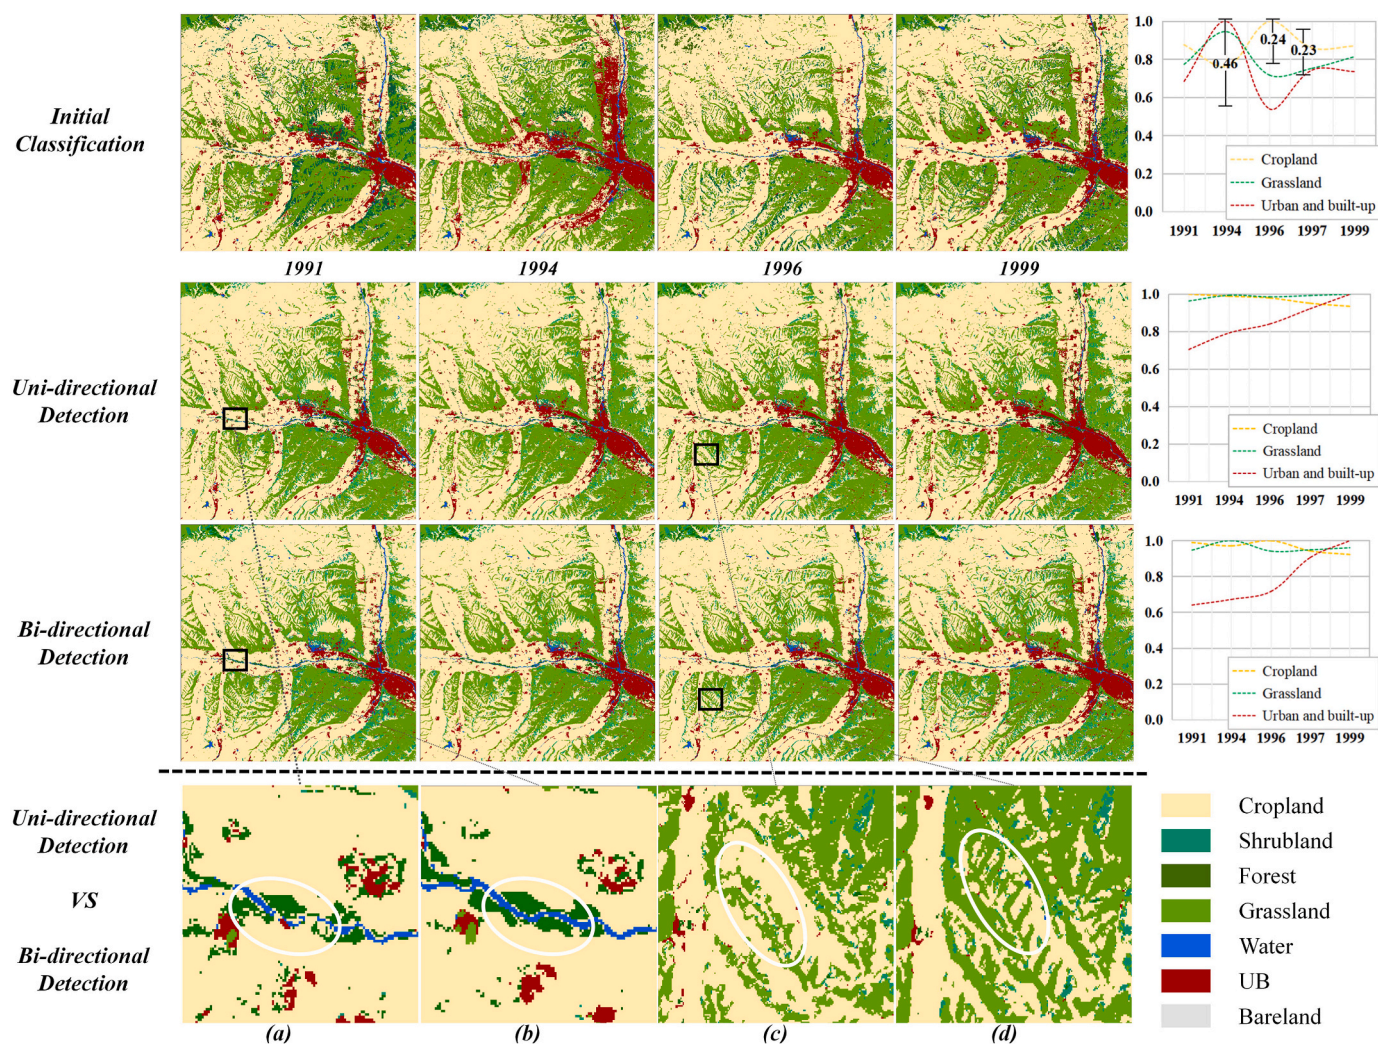 Initial
Classification
1991
1994
1996
1999
1.0
0.8
0.6
0.4
0.2
0.0
0.46
0.24
0.23
Cropland
Grassland
Urban and built-up
1991 1994 1996 1997 1999
Uni-directional
Detection
1.0
0.8
0.6
0.4
0.2
0.0
Cropland
Grassland
Urban and built-up
1991 1994 1996 1997 1999
Bi-directional
Detection
1.0
0.8
0.6
0.4
0.2
0.0
Cropland
Grassland
Urban and built-up
1991 1994 1996 1997 1999
Uni-directional
Detection
VS
Bi-directional
Detection
(a)
(b)
(c)
(d)
Cropland
Shrubland
Forest
Grassland
Water
UB
Bareland